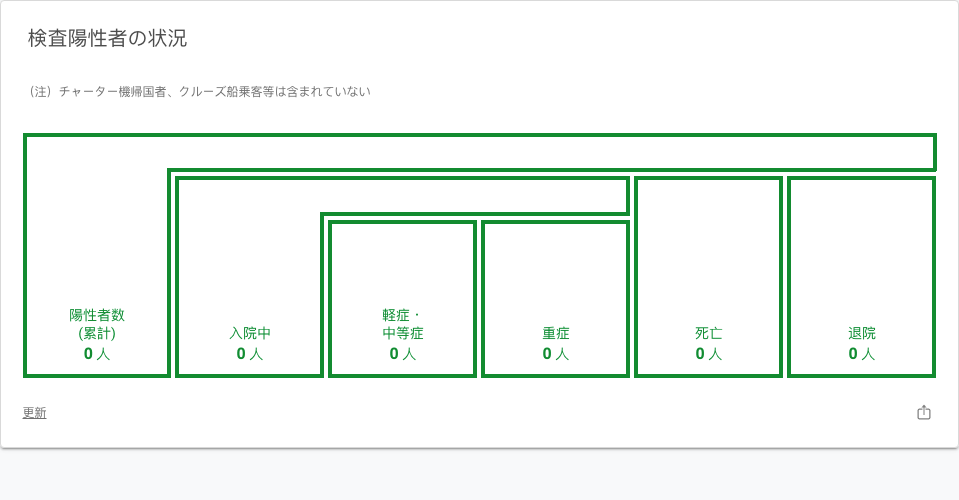 検査陽性者の状況
（注）チャーター機帰国者、クルーズ船乗客等は含まれていない
陽性者数
(累計)
0 人
入院中
0 人
軽症・
中等症
0 人
重症
0 人
死亡
0 人
退院
0 人
更新